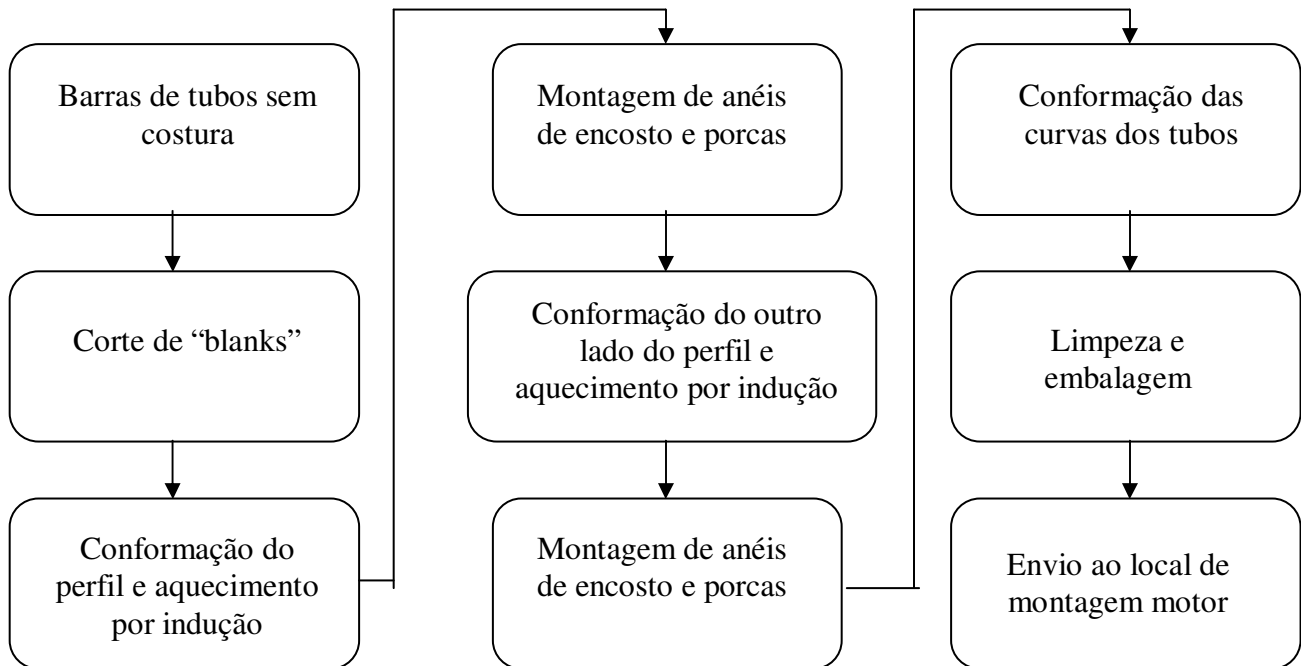 Barras de tubos sem
costura
Corte de “blanks”
Conformação do
perfil e aquecimento
por indução
Montagem de anéis
de encosto e porcas
Conformação do outro
lado do perfil e
aquecimento por indução
Montagem de anéis
de encosto e porcas
Conformação das
curvas dos tubos
Limpeza e
embalagem
Envio ao local de
montagem motor